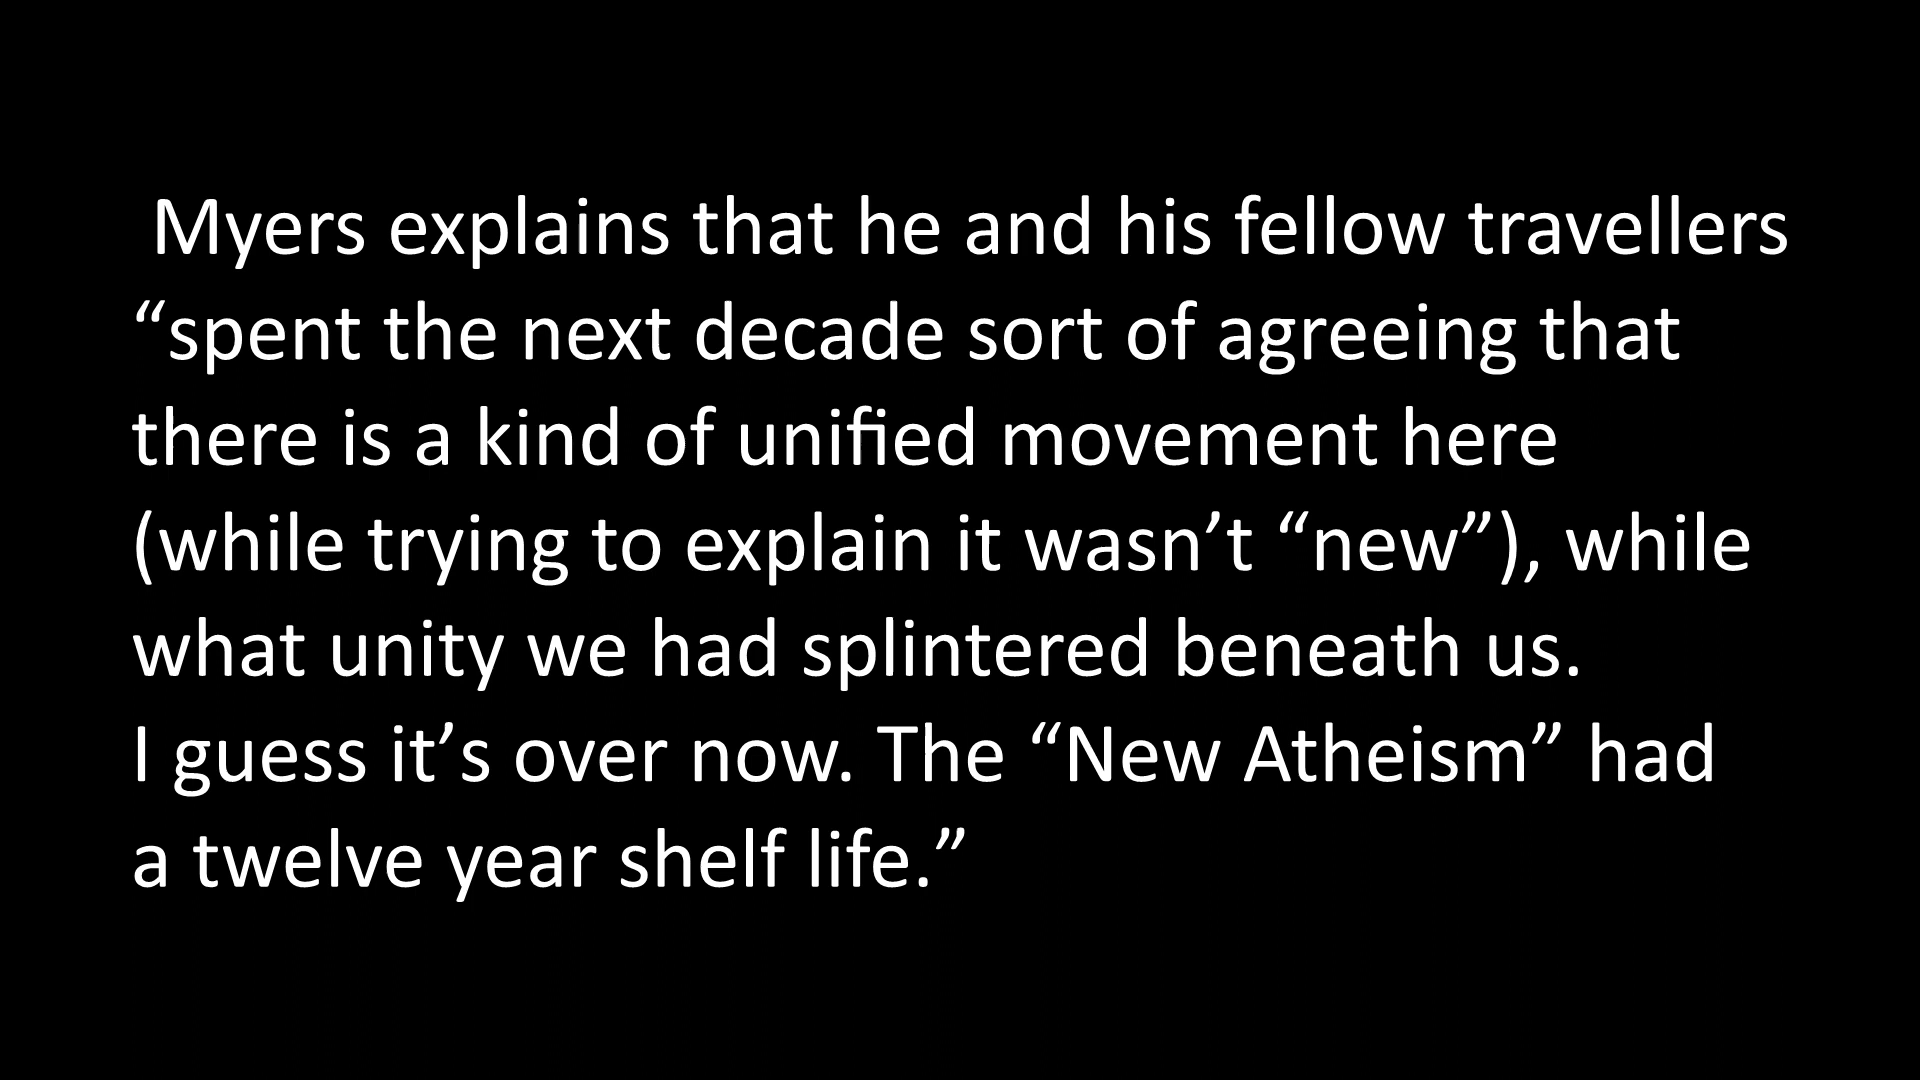 Myers explains that he and his fellow travellers
“spent the next decade sort of agreeing that
there is a kind of unified movement here
(while trying to explain it wasn’t “new”), while
what unity we had splintered beneath us.
I guess it’s over now. The “New Atheism” had
a twelve year shelf life.”